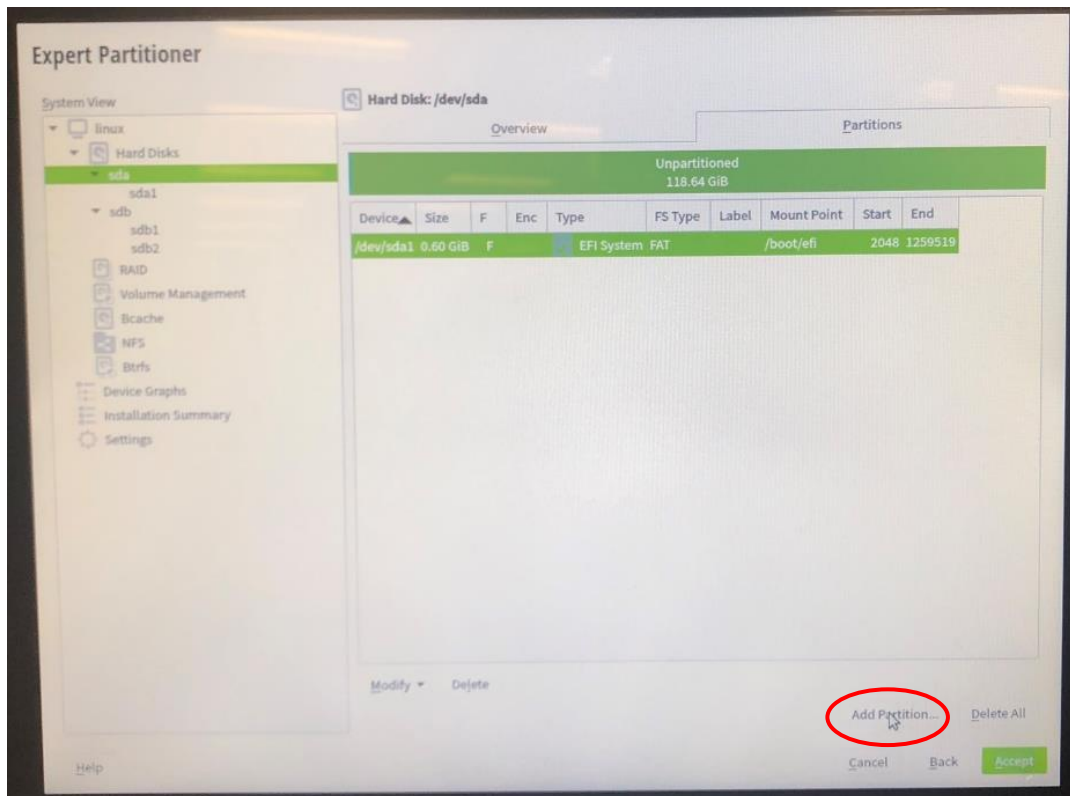 Expert Partitioner
System View
linux
Hard Disks
sda
sda1
sdb
sdb1
sdb2
RAID
Volume Management
Bcache
NFS
Btrfs
Device Graphs
Installation Summary
Settings
Hard Disk: /dev/sda
Overview Partitions
Unpartitioned
118.64 GiB
Device Size F Enc Type FS Type Label Mount Point Start End
/dev/sda1 0.60 GiB F EFI System FAT /boot/efi 2048 1259519
Modify Delete
Add Partition... Delete All
Help Cancel Back Accept